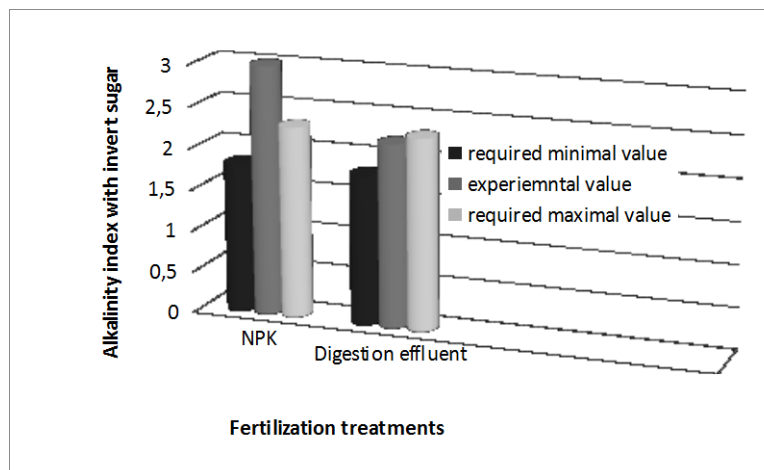 Alkalinity index with invert sugar
3
2,5
2
1,5
1
0,5
0
NPK
Digestion effluent
required minimal value
experiemntal value
required maximal value
Fertilization treatments